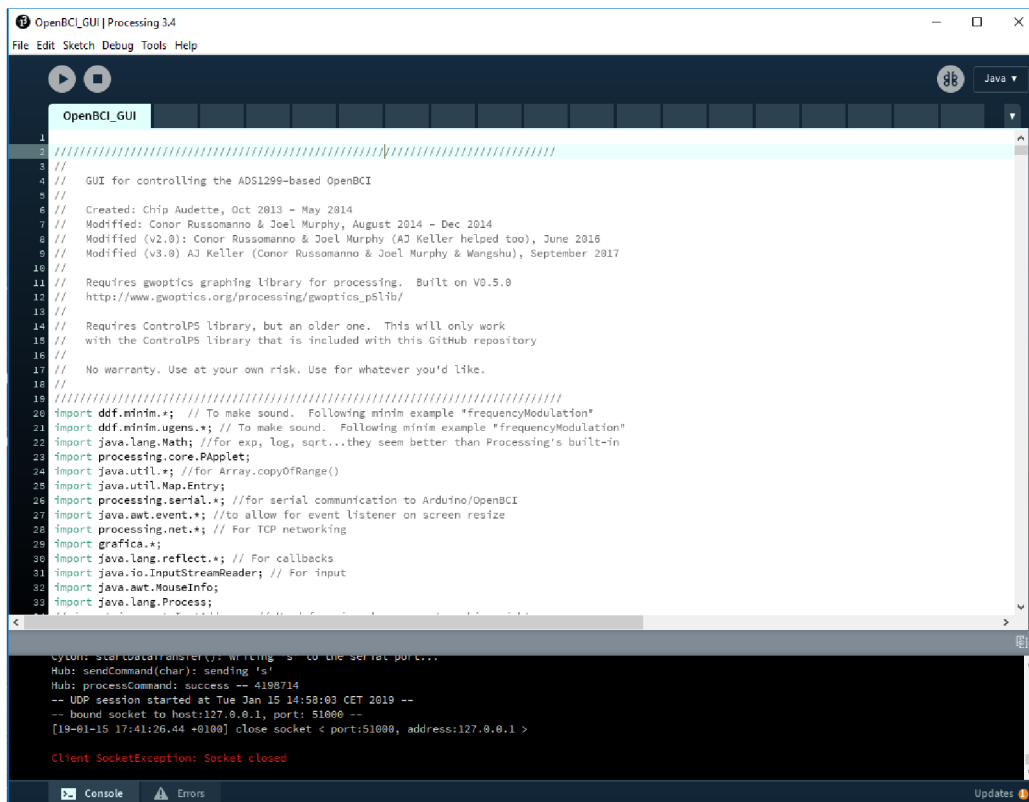 OpenBCI_GUI | Processing 3.4
File Edit Sketch Debug Tools Help
Java ▾
OpenBCI_GUI
1
2 ///////////////////////////////////////////////////////////////////////////////
3 //
4 //   GUI for controlling the ADS1299-based OpenBCI
5 //
6 //   Created: Chip Audette, Oct 2013 - May 2014
7 //   Modified: Conor Russomanno & Joel Murphy, August 2014 - Dec 2014
8 //   Modified (v2.0): Conor Russomanno & Joel Murphy (AJ Keller helped too), June 2016
9 //   Modified (v3.0) AJ Keller (Conor Russomanno & Joel Murphy & Wangshu), September 2017
10 //
11 //   Requires gwoptics graphing library for processing.  Built on V0.5.0
12 //   http://www.gwoptics.org/processing/gwoptics_p5lib/
13 //
14 //   Requires ControlP5 library, but an older one.  This will only work
15 //   with the ControlP5 library that is included with this GitHub repository
16 //
17 //   No warranty. Use at your own risk. Use for whatever you'd like.
18 //
19 ////////////////////////////////////////////////////////////////////////////////
20 import ddf.minim.*;  // To make sound.  Following minim example "frequencyModulation"
21 import ddf.minim.ugens.*; // To make sound.  Following minim example "frequencyModulation"
22 import java.lang.Math; //for exp, log, sqrt...they seem better than Processing's built-in
23 import processing.core.PApplet;
24 import java.util.*; //for Array.copyOfRange()
25 import java.util.Map.Entry;
26 import processing.serial.*; //for serial communication to Arduino/OpenBCI
27 import java.awt.event.*; //to allow for event listener on screen resize
28 import processing.net.*; // For TCP networking
29 import grafica.*;
30 import java.lang.reflect.*; // For callbacks
31 import java.io.InputStreamReader; // For input
32 import java.awt.MouseInfo;
33 import java.lang.Process;
Cyton: startDataTransfer(): writing 's' to the serial port...
Hub: sendCommand(char): sending 's'
Hub: processCommand: success -- 4198714
-- UDP session started at Tue Jan 15 14:58:03 CET 2019 --
-- bound socket to host:127.0.0.1, port: 51000 --
[19-01-15 17:41:26.44 +0100] close socket < port:51000, address:127.0.0.1 >
Client SocketException: Socket closed
Console
Errors
Updates 1